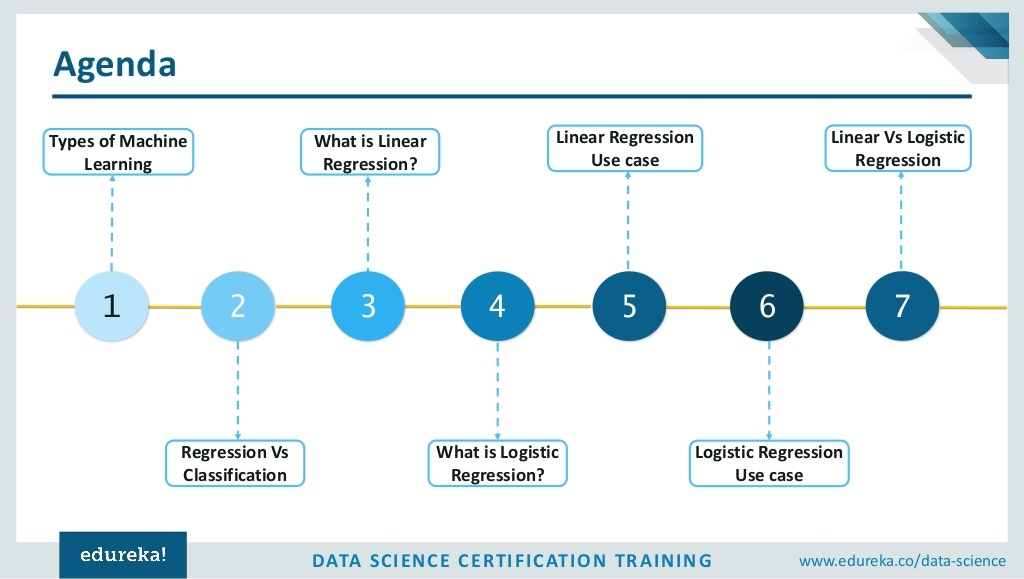 Agenda
Types of Machine
Learning
What is Linear
Regression?
Linear Regression
Use case
Linear Vs Logistic
Regression
1
2
3
4
5
6
7
Regression Vs
Classification
What is Logistic
Regression?
Logistic Regression
Use case
edureka!
DATA SCIENCE CERTIFICATION TRAINING
www.edureka.co/data-science